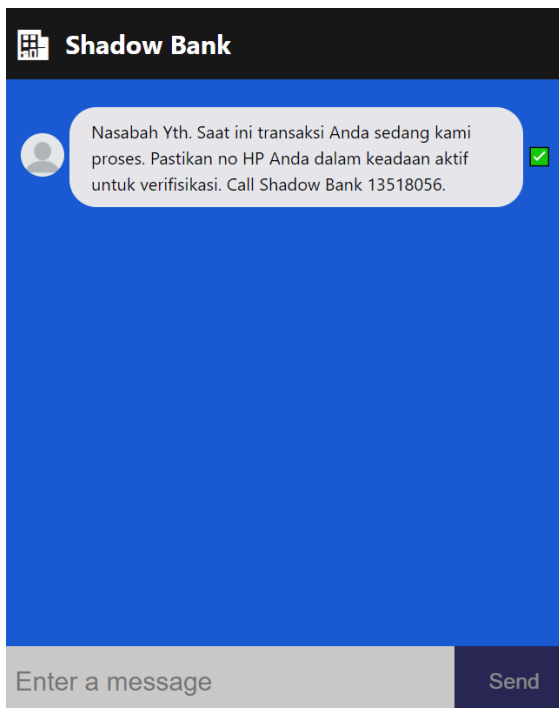 Shadow Bank
Nasabah Yth. Saat ini transaksi Anda sedang kami
proses. Pastikan no HP Anda dalam keadaan aktif
untuk verifisikasi. Call Shadow Bank 13518056.
Enter a message
Send